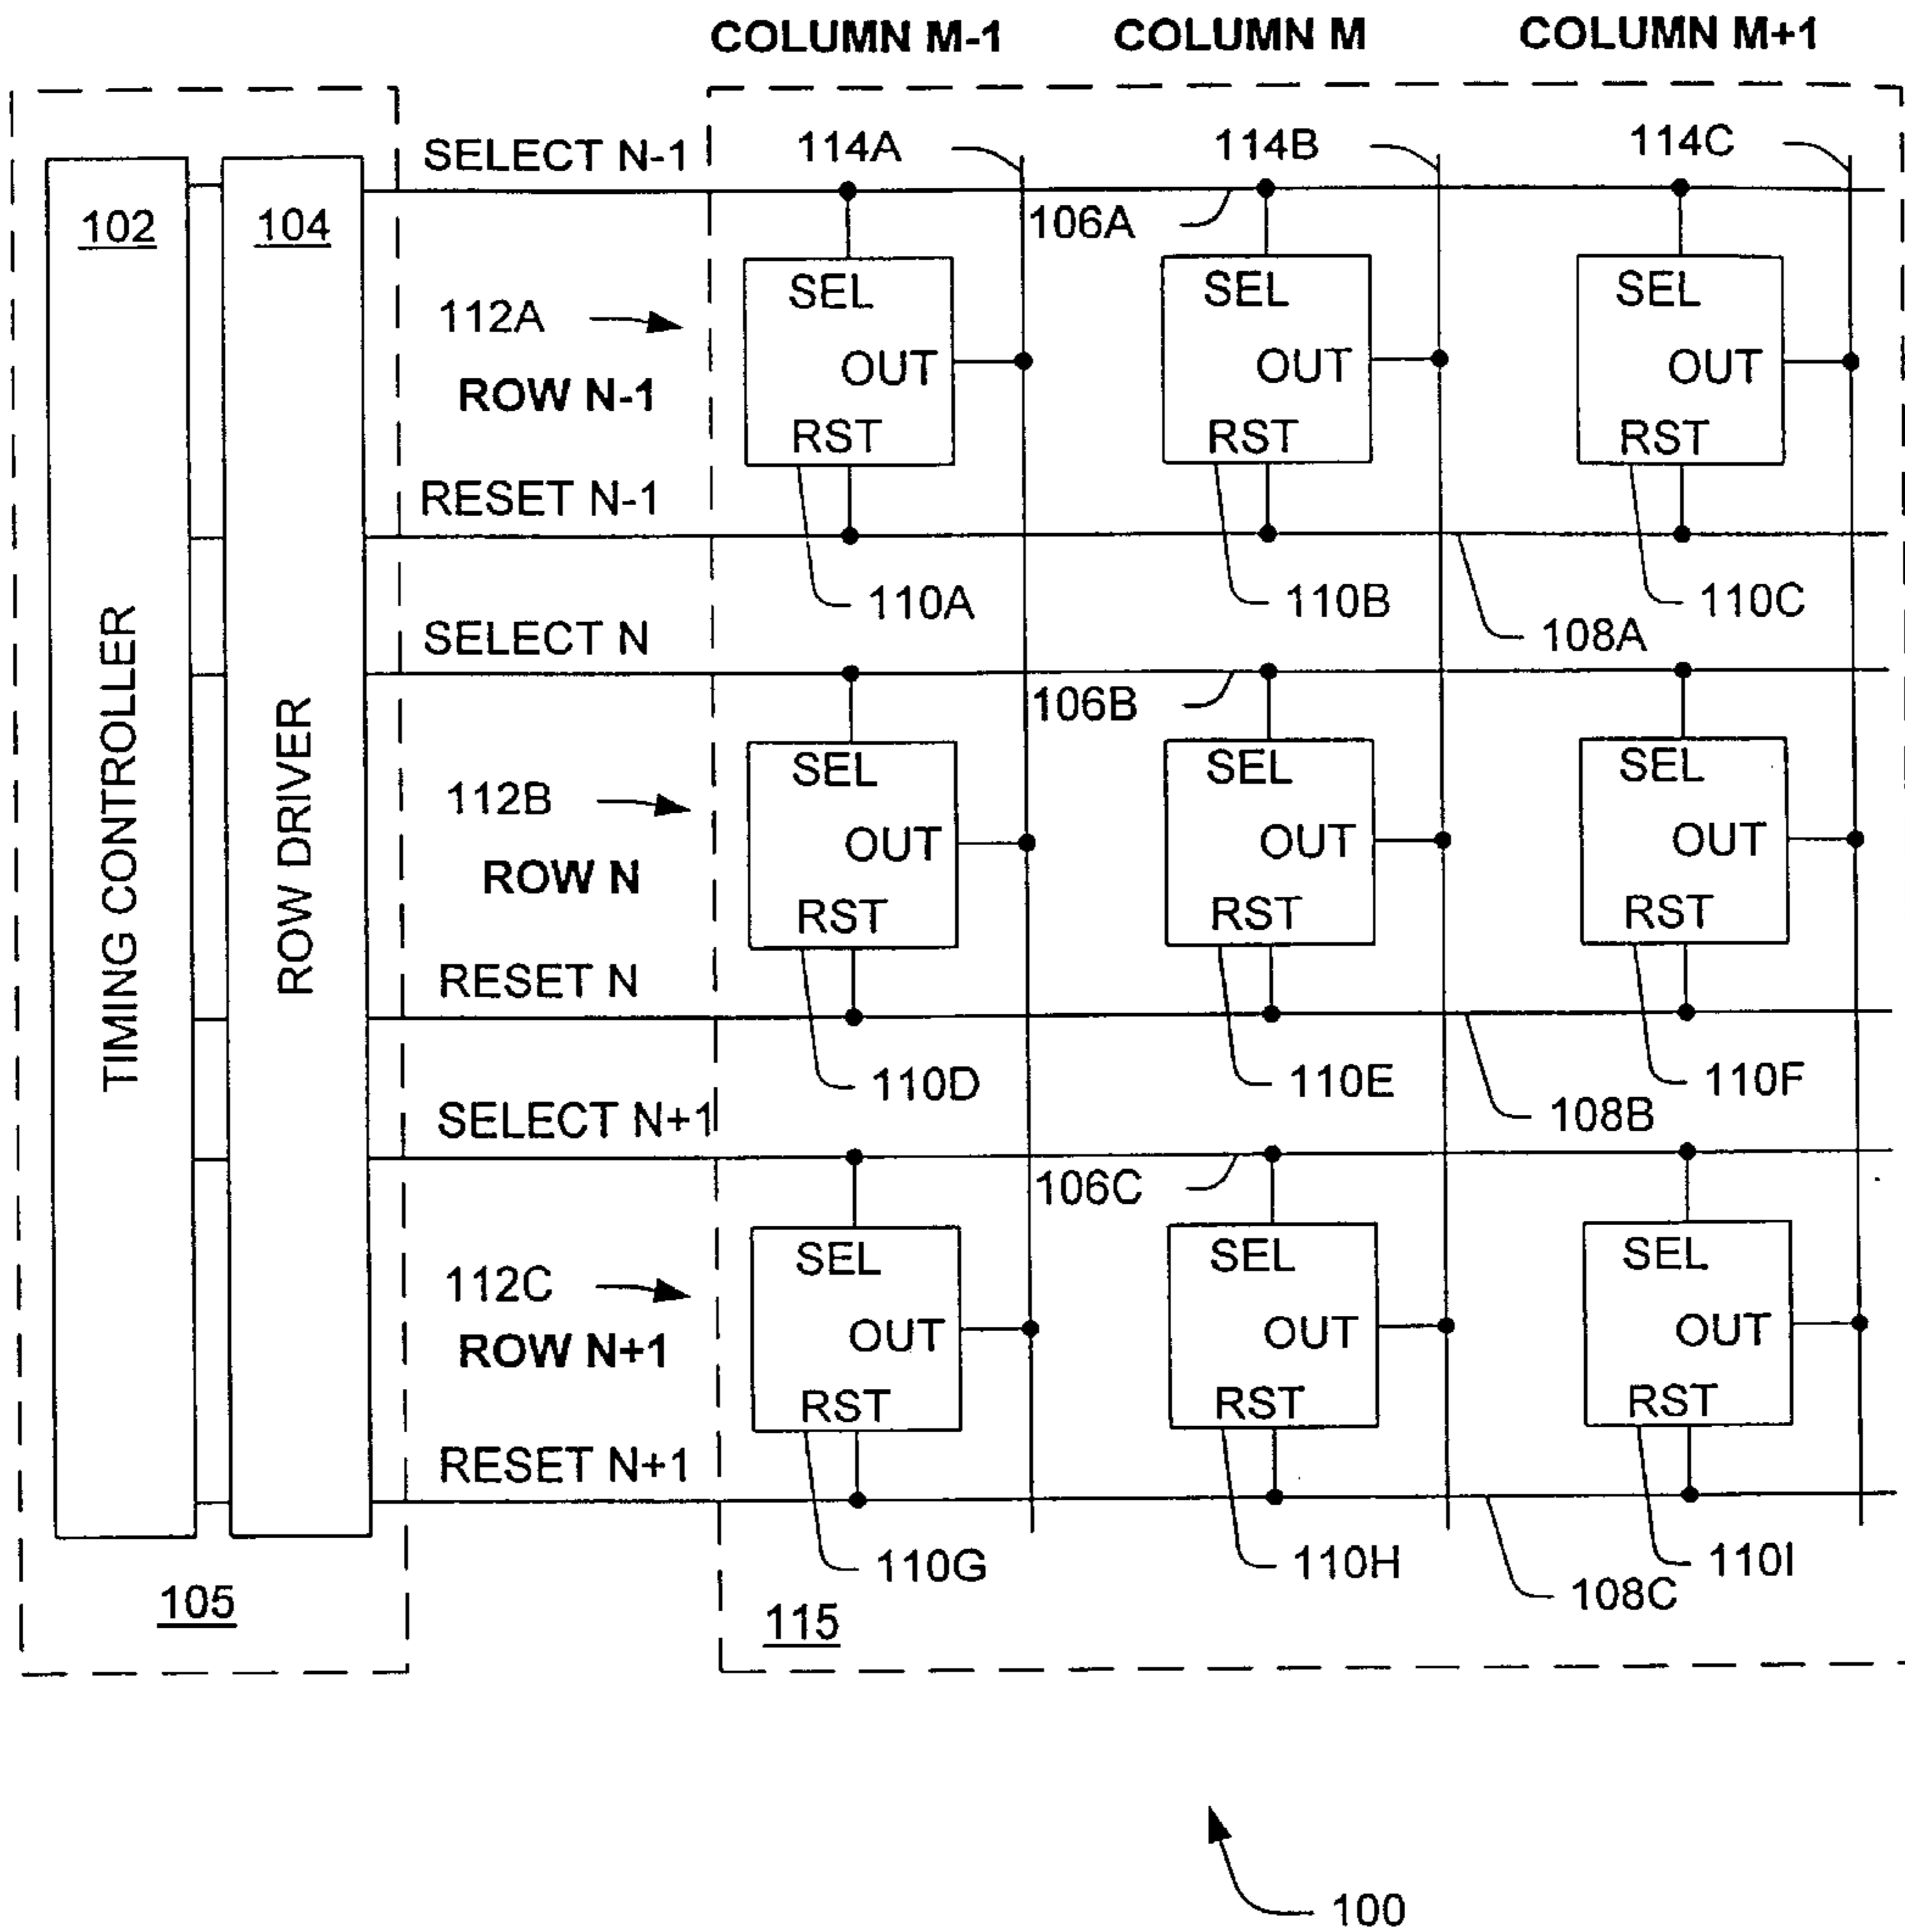 COLUMN M-1 COLUMN M COLUMN M+1
SELECT N-1 114A 114B 114C
102 104 106A
SEL SEL SEL
112A
OUT OUT OUT
ROW N-1
RST RST RST
RESET N-1
110A 110B 110C
SELECT N 108A
106B
TIMING CONTROLLER
ROW DRIVER
SEL SEL SEL
112B
OUT OUT OUT
ROW N
RST RST RST
RESET N
110D 110E 110F
SELECT N+1 108B
106C
SEL SEL SEL
112C
OUT OUT OUT
ROW N+1
RST RST RST
RESET N+1
110G 110H 110I
105 108C
115
100